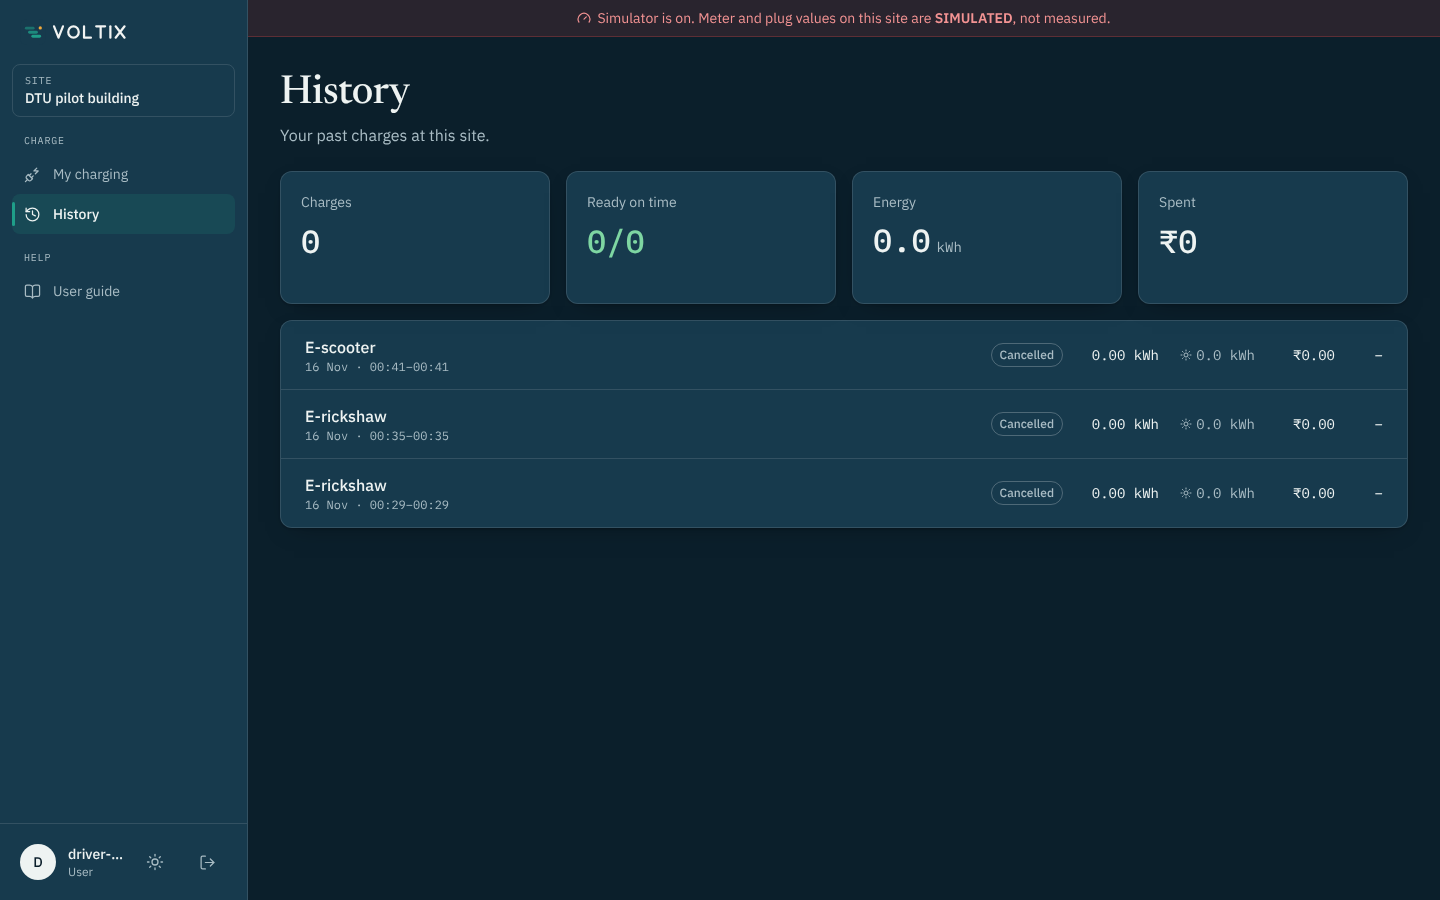 VOLTIX
SITE
DTU pilot building
CHARGE
My charging
History
HELP
User guide
driver-...
User
D
Simulator is on. Meter and plug values on this site are SIMULATED, not measured.
History
Your past charges at this site.
Charges
0
Ready on time
0/0
Energy
0.0 kWh
Spent
₹0
E-scooter
16 Nov · 00:41–00:41
Cancelled 0.00 kWh 0.0 kWh ₹0.00 –
E-rickshaw
16 Nov · 00:35–00:35
Cancelled 0.00 kWh 0.0 kWh ₹0.00 –
E-rickshaw
16 Nov · 00:29–00:29
Cancelled 0.00 kWh 0.0 kWh ₹0.00 –